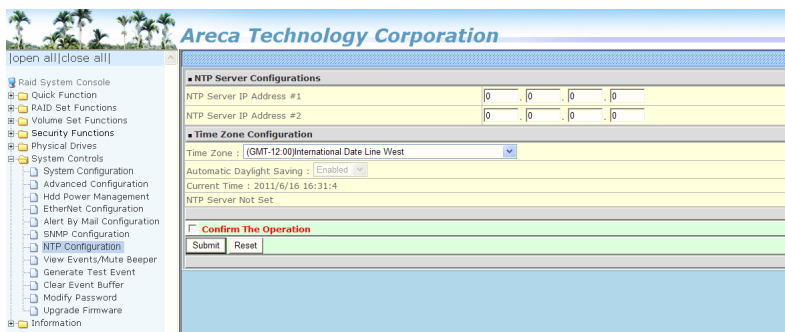 Areca Technology Corporation
|open all|close all|
Raid System Console
Quick Function
RAID Set Functions
Volume Set Functions
Security Functions
Physical Drives
System Controls
System Configuration
Advanced Configuration
Hdd Power Management
EtherNet Configuration
Alert By Mail Configuration
SNMP Configuration
NTP Configuration
View Events/Mute Beeper
Generate Test Event
Clear Event Buffer
Modify Password
Upgrade Firmware
Information
NTP Server Configurations
NTP Server IP Address #1 0 . 0 . 0 . 0
NTP Server IP Address #2 0 . 0 . 0 . 0
Time Zone Configuration
Time Zone : (GMT-12:00)International Date Line West
Automatic Daylight Saving : Enabled
Current Time : 2011/6/16 16:31:4
NTP Server Not Set
Confirm The Operation
Submit Reset